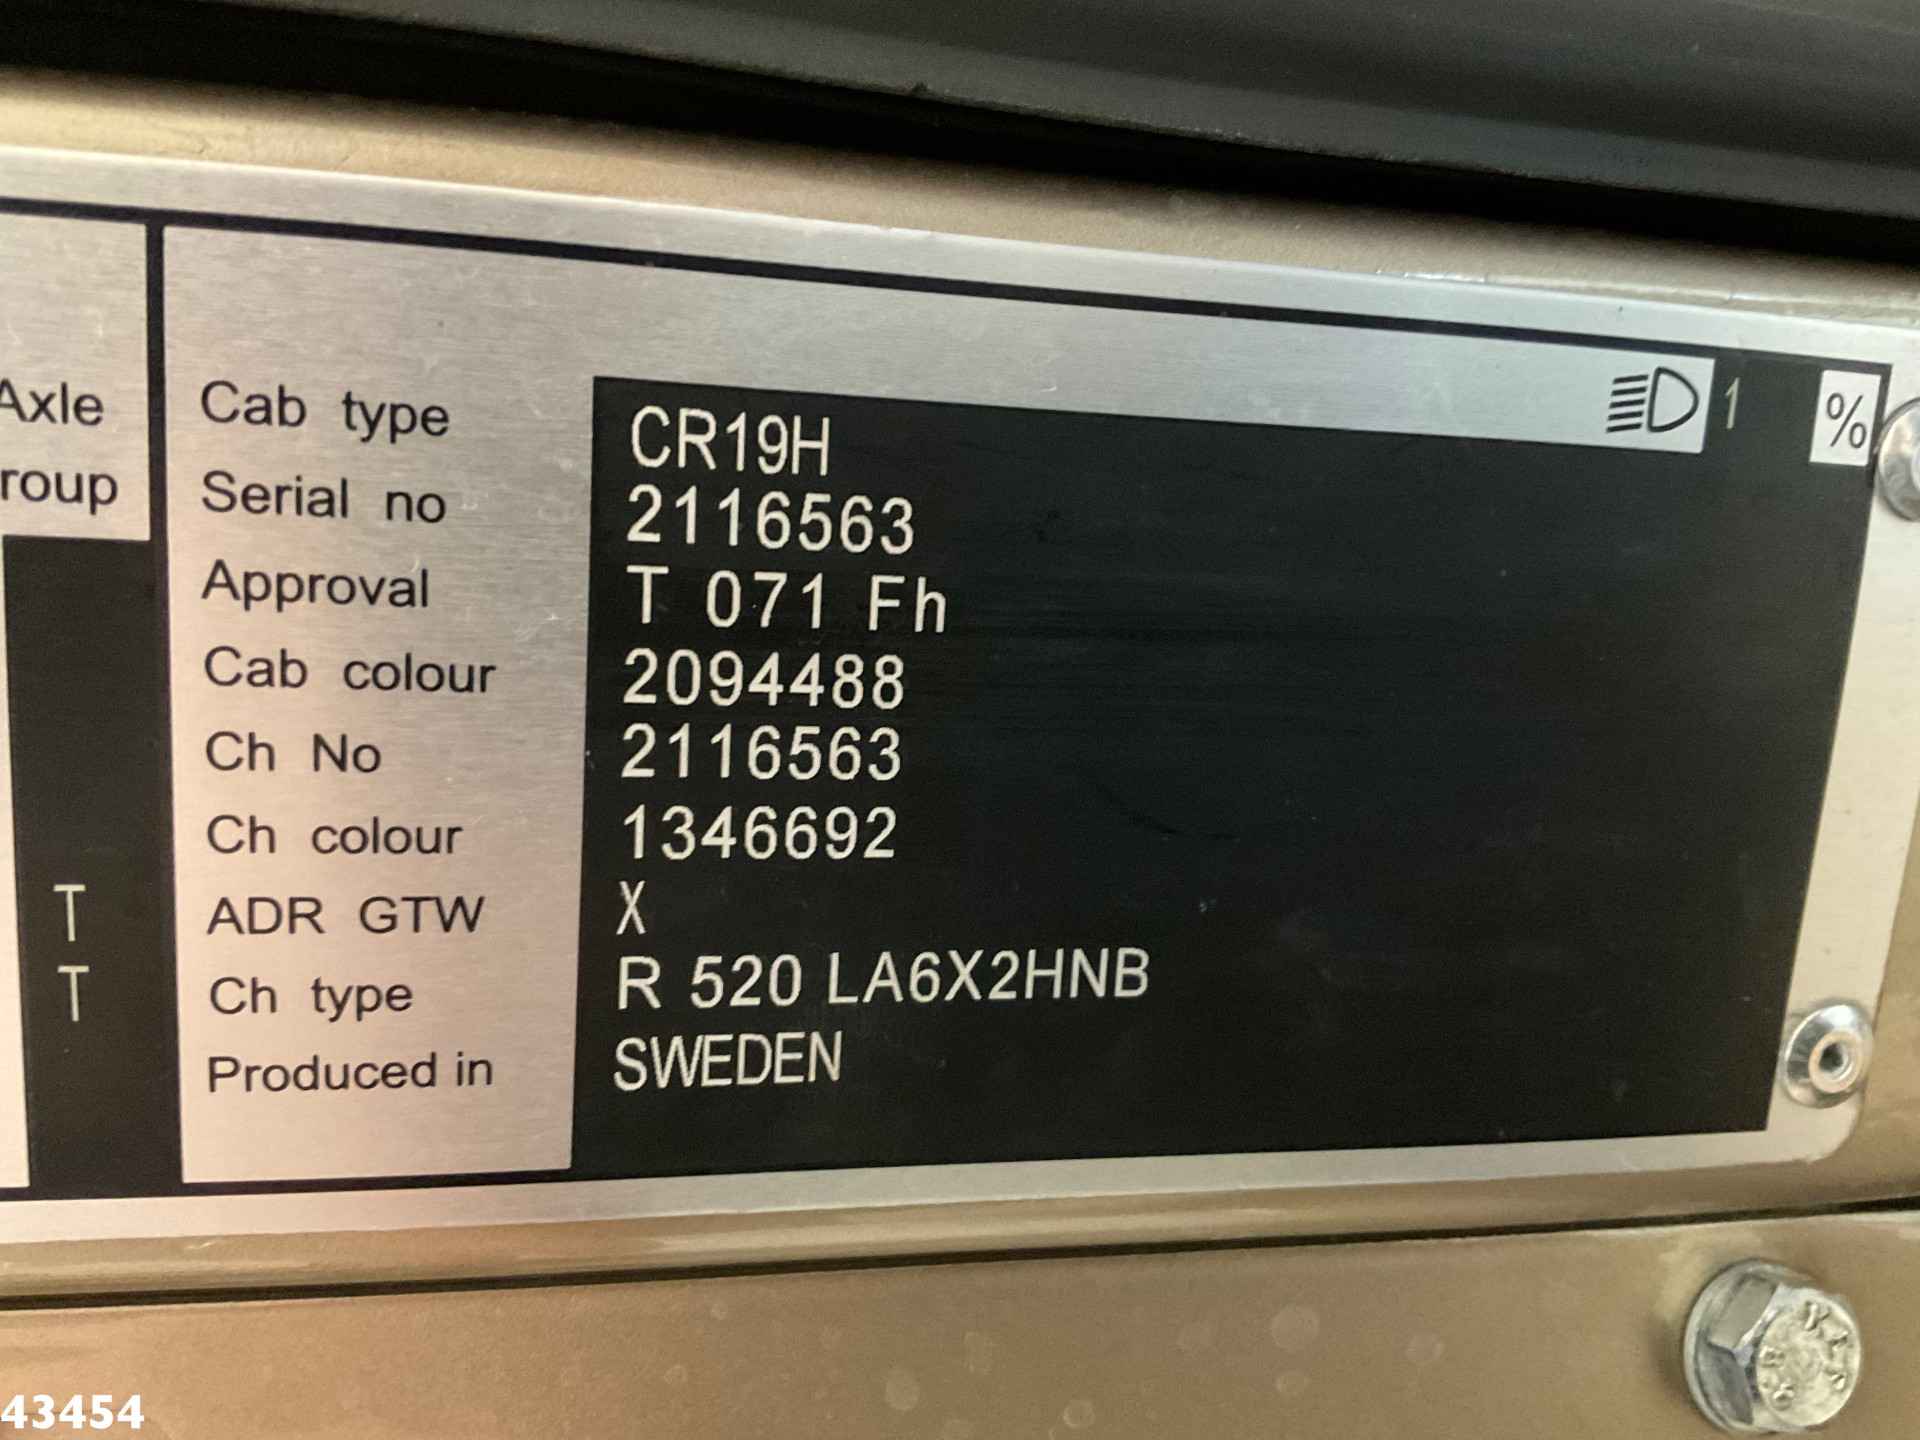 Axle
roup
T
T
1 %
Cab type CR19H
Serial no 2116563
Approval T 071 Fh
Cab colour 2094488
Ch No 2116563
Ch colour 1346692
ADR GTW X
Ch type R 520 LA6X2HNB
Produced in SWEDEN
43454